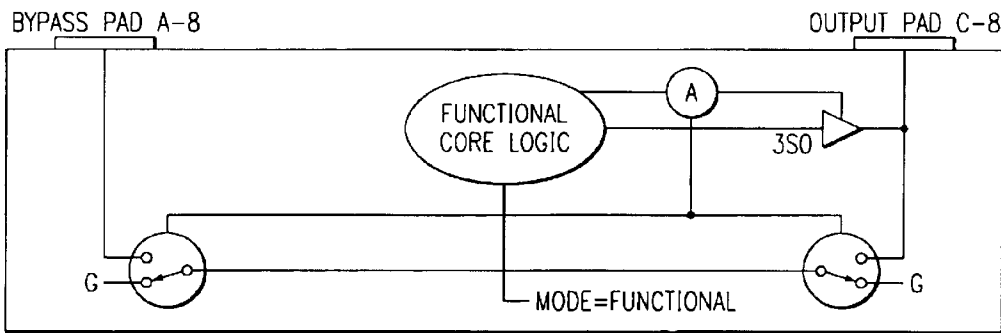 BYPASS PAD A-8
OUTPUT PAD C-8
FUNCTIONAL
CORE LOGIC
A
3SO
G
G
MODE=FUNCTIONAL